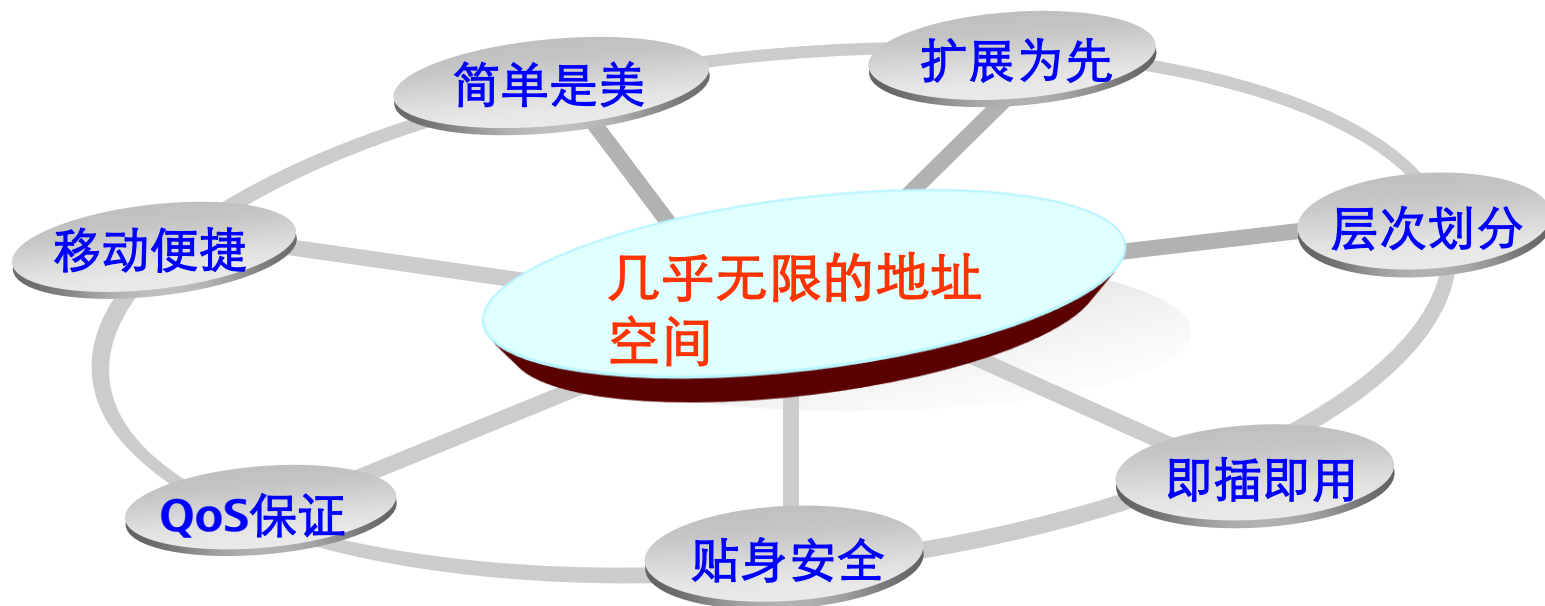 简单是美
扩展为先
移动便捷
层次划分
几乎无限的地址
空间
QoS保证
即插即用
贴身安全